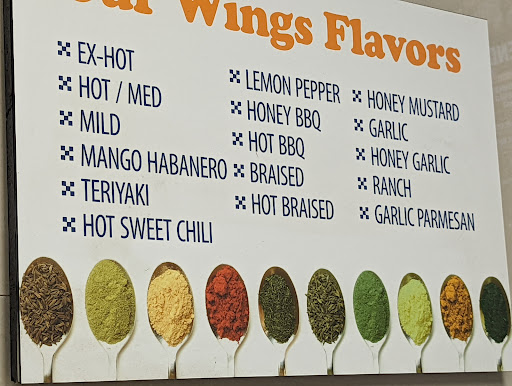 Our Wings Flavors
EX-HOT
HOT / MED
MILD
MANGO HABANERO
TERIYAKI
HOT SWEET CHILI
LEMON PEPPER
HONEY BBQ
HOT BBQ
BRAISED
HOT BRAISED
HONEY MUSTARD
GARLIC
HONEY GARLIC
RANCH
GARLIC PARMESAN